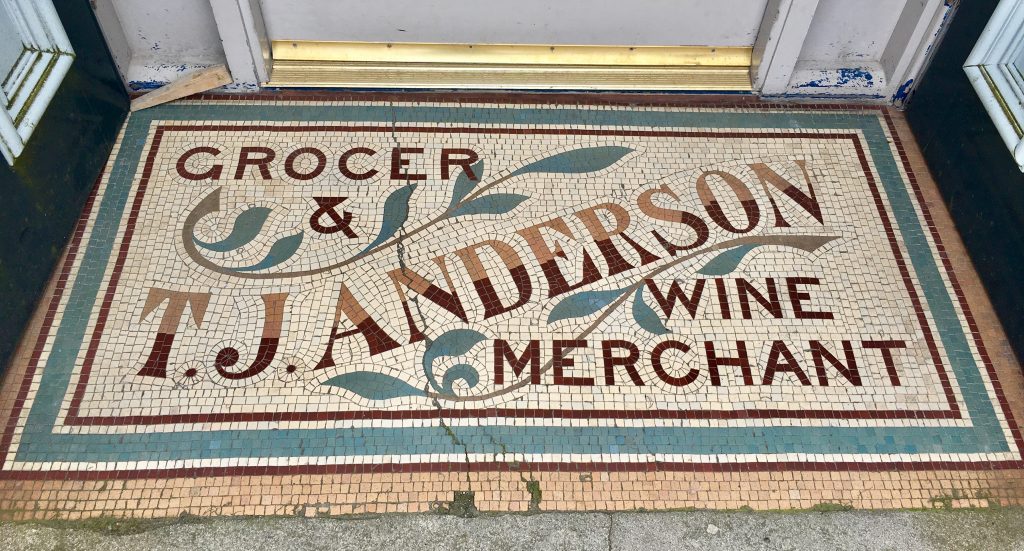 GROCER
&
T.J. ANDERSON
WINE
MERCHANT